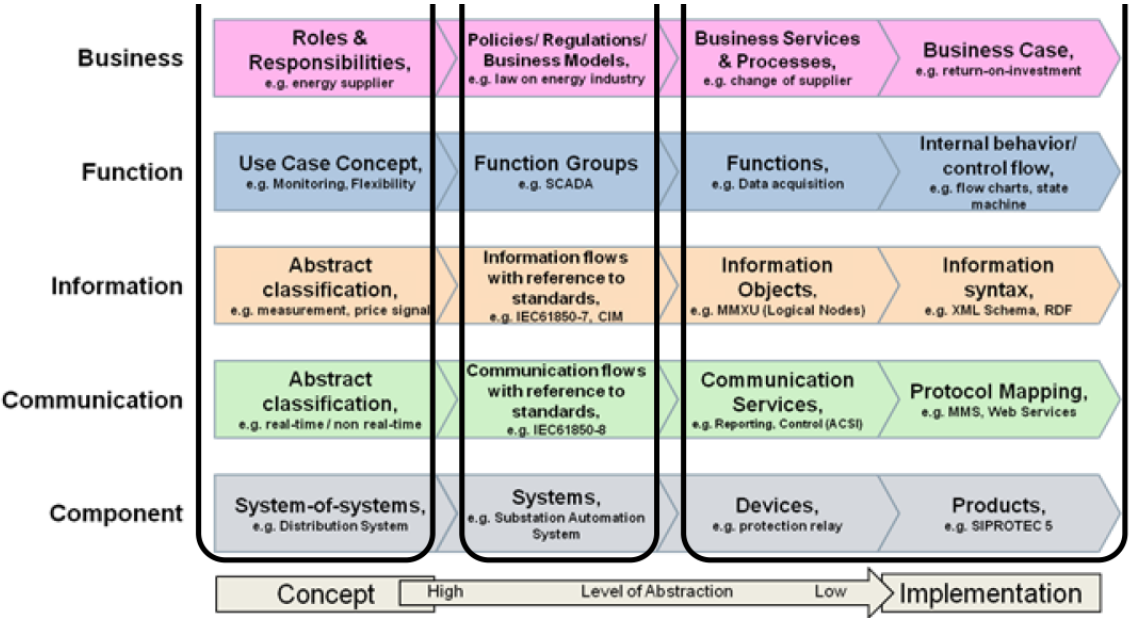 Business
Roles &
Responsibilities,
e.g. energy supplier
Policies/ Regulations/
Business Models,
e.g. law on energy industry
Business Services
& Processes,
e.g. change of supplier
Business Case,
e.g. return-on-investment
Function
Use Case Concept,
e.g. Monitoring, Flexibility
Function Groups
e.g. SCADA
Functions,
e.g. Data acquisition
Internal behavior/
control flow,
e.g. flow charts, state
machine
Information
Abstract
classification,
e.g. measurement, price signal
Information flows
with reference to
standards,
e.g. IEC61850-7, CIM
Information
Objects,
e.g. MMXU (Logical Nodes)
Information
syntax,
e.g. XML Schema, RDF
Communication
Abstract
classification,
e.g. real-time / non real-time
Communication flows
with reference to
standards,
e.g. IEC61850-8
Communication
Services,
e.g. Reporting, Control (ACSI)
Protocol Mapping,
e.g. MMS, Web Services
Component
System-of-systems,
e.g. Distribution System
Systems,
e.g. Substation Automation
System
Devices,
e.g. protection relay
Products,
e.g. SIPROTEC 5
Concept
High
Level of Abstraction
Low
Implementation